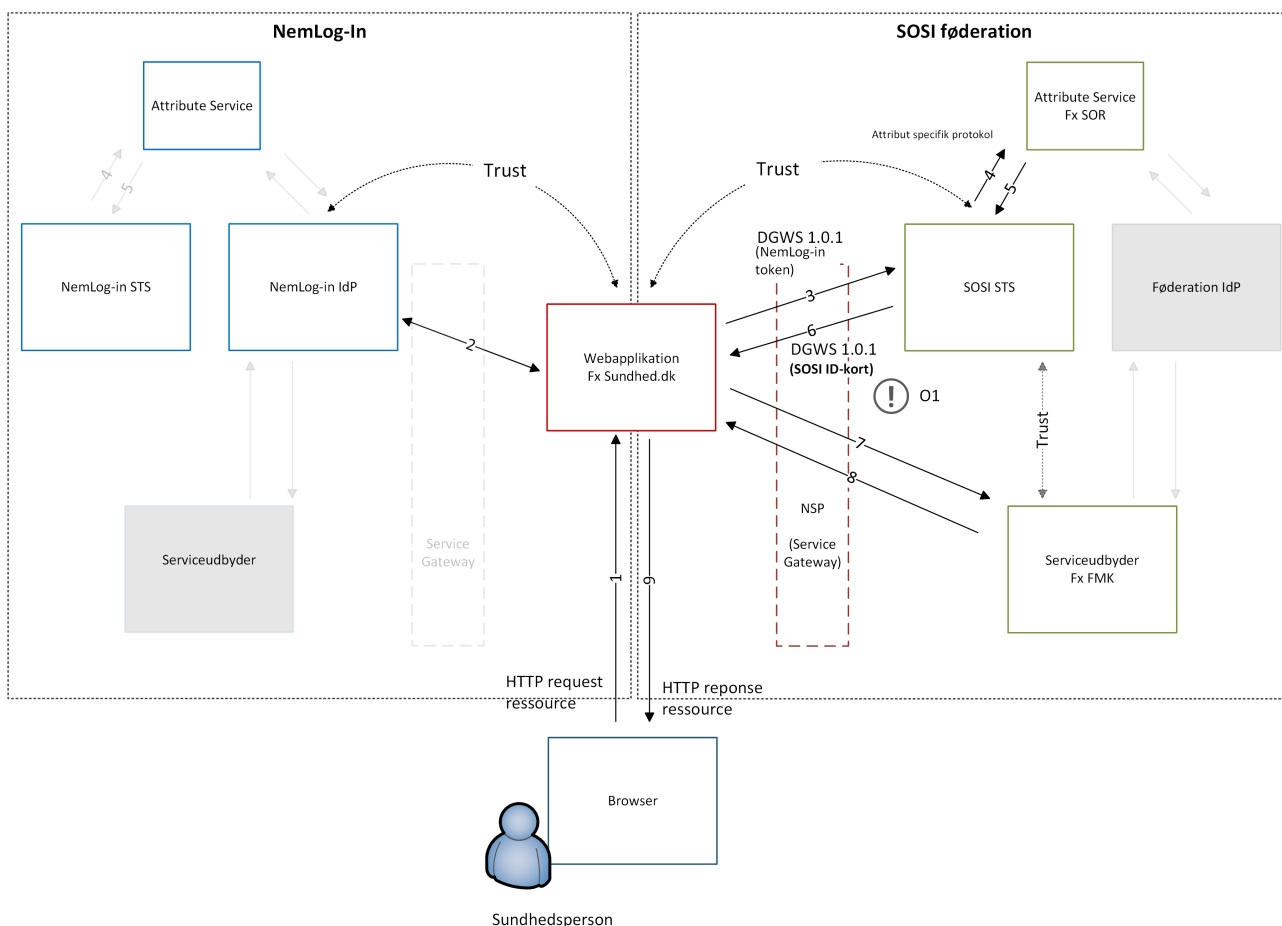 NemLog-In
SOSI føderation
Attribute Service
Attribute Service
Fx SOR
Attribut specifik protokol
4
5
4
5
Trust
Trust
NemLog-in STS
NemLog-in IdP
DGWS 1.0.1
(NemLog-in
token)
SOSI STS
Føderation IdP
3
6
2
Webapplikation
Fx Sundhed.dk
DGWS 1.0.1
(SOSI ID-kort)
!
O1
Trust
7
8
NSP
(Service
Gateway)
Service
Gateway
Serviceudbyder
Serviceudbyder
Fx FMK
1
9
HTTP request
ressource
HTTP reponse
ressource
Browser
Sundhedsperson